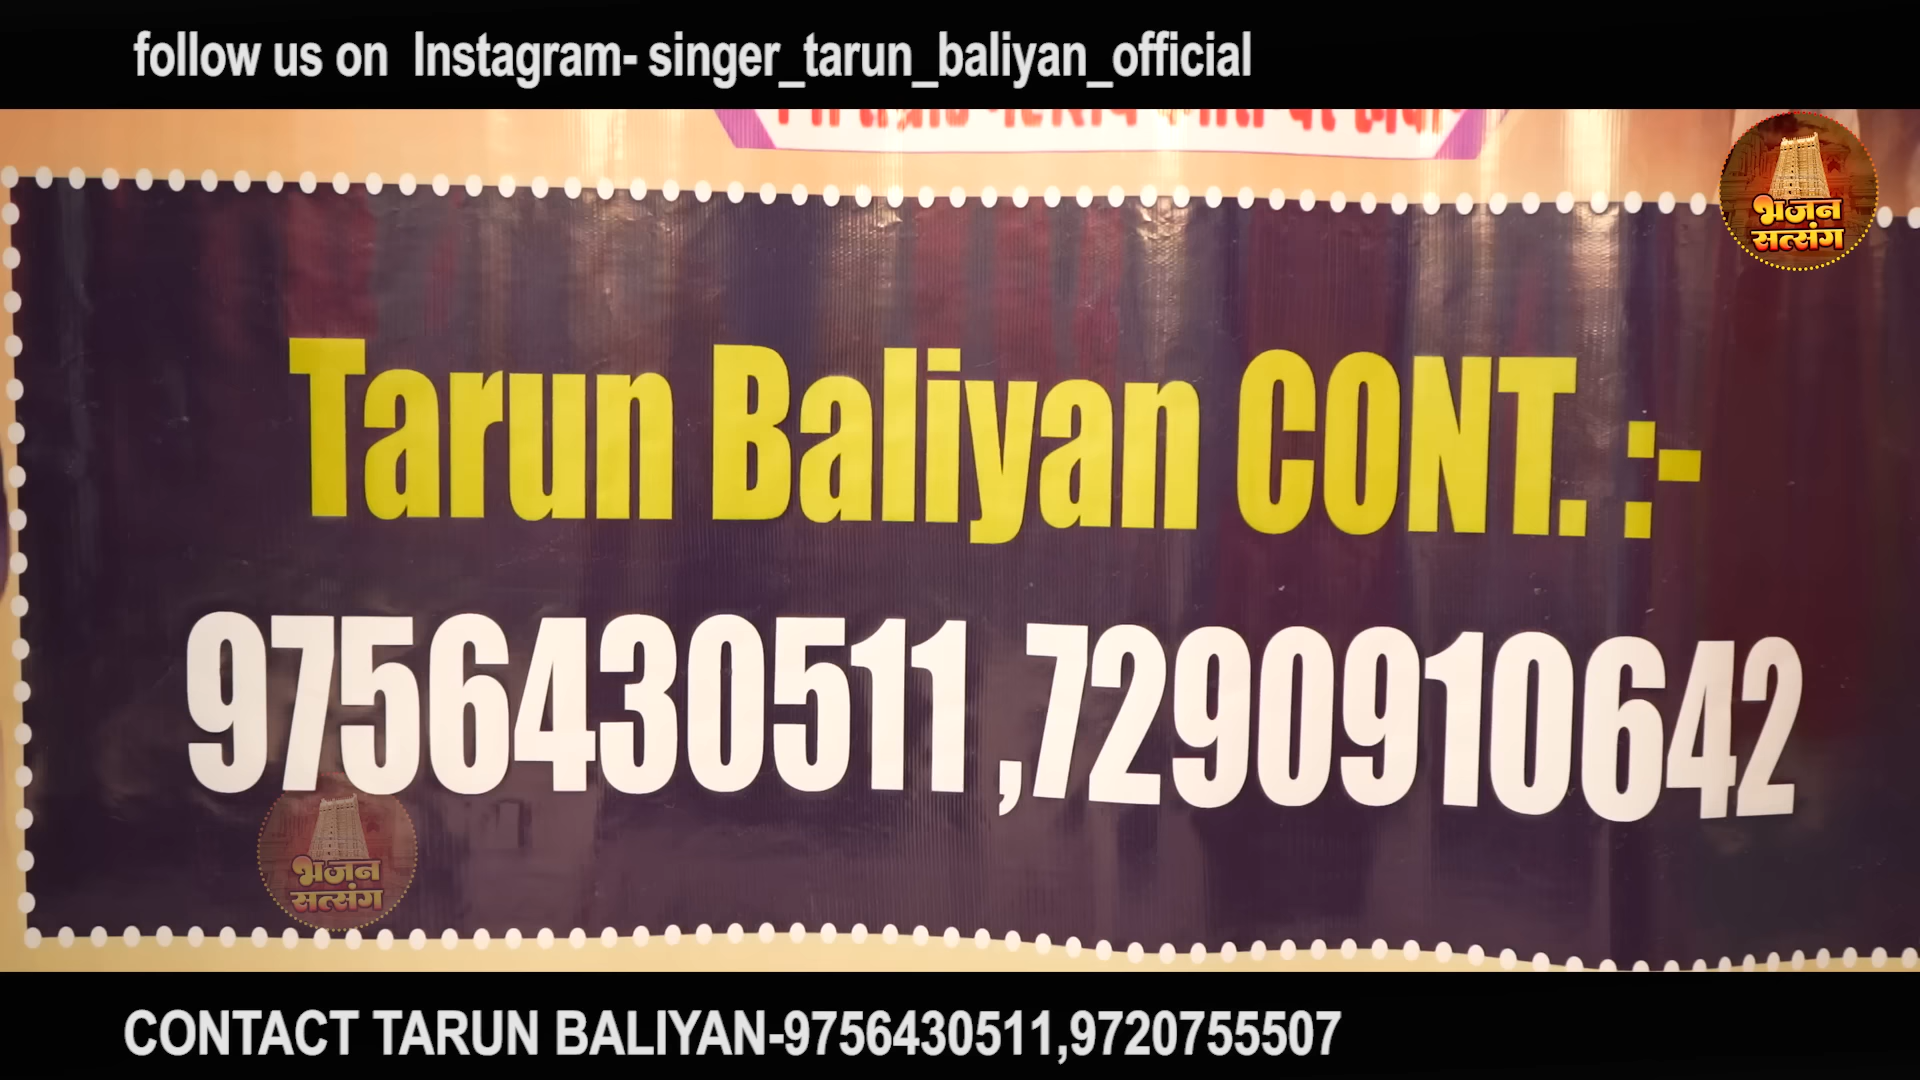 follow us on Instagram- singer_tarun_baliyan_official
भजन
सत्संग
Tarun Baliyan CONT. :-
9756430511 ,7290910642
भजन
सत्संग
CONTACT TARUN BALIYAN-9756430511,9720755507